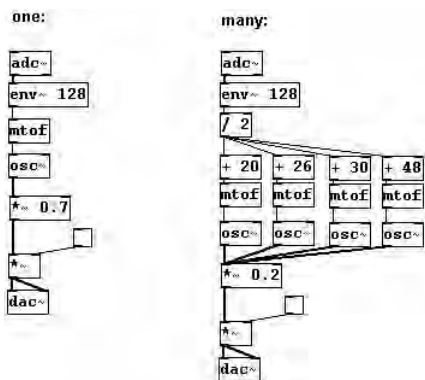 one:
adc~
env~ 128
mtof
osc~
*~ 0.7
*~
dac~
many:
adc~
env~ 128
/ 2
+ 20 + 26 + 30 + 48
mtof mtof mtof mtof
osc~ osc~ osc~ osc~
*~ 0.2
*~
dac~